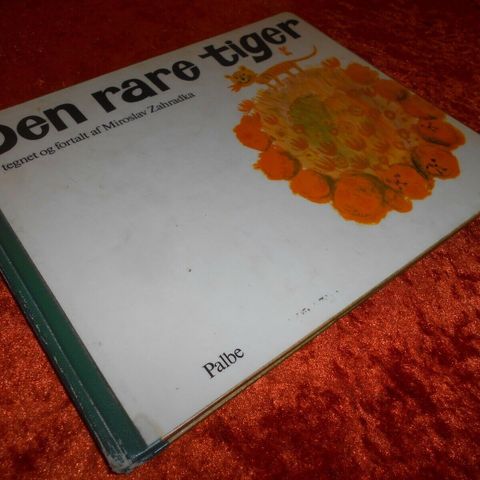 Den rare tiger
tegnet og fortalt af Miroslav Zahradka
Palbe